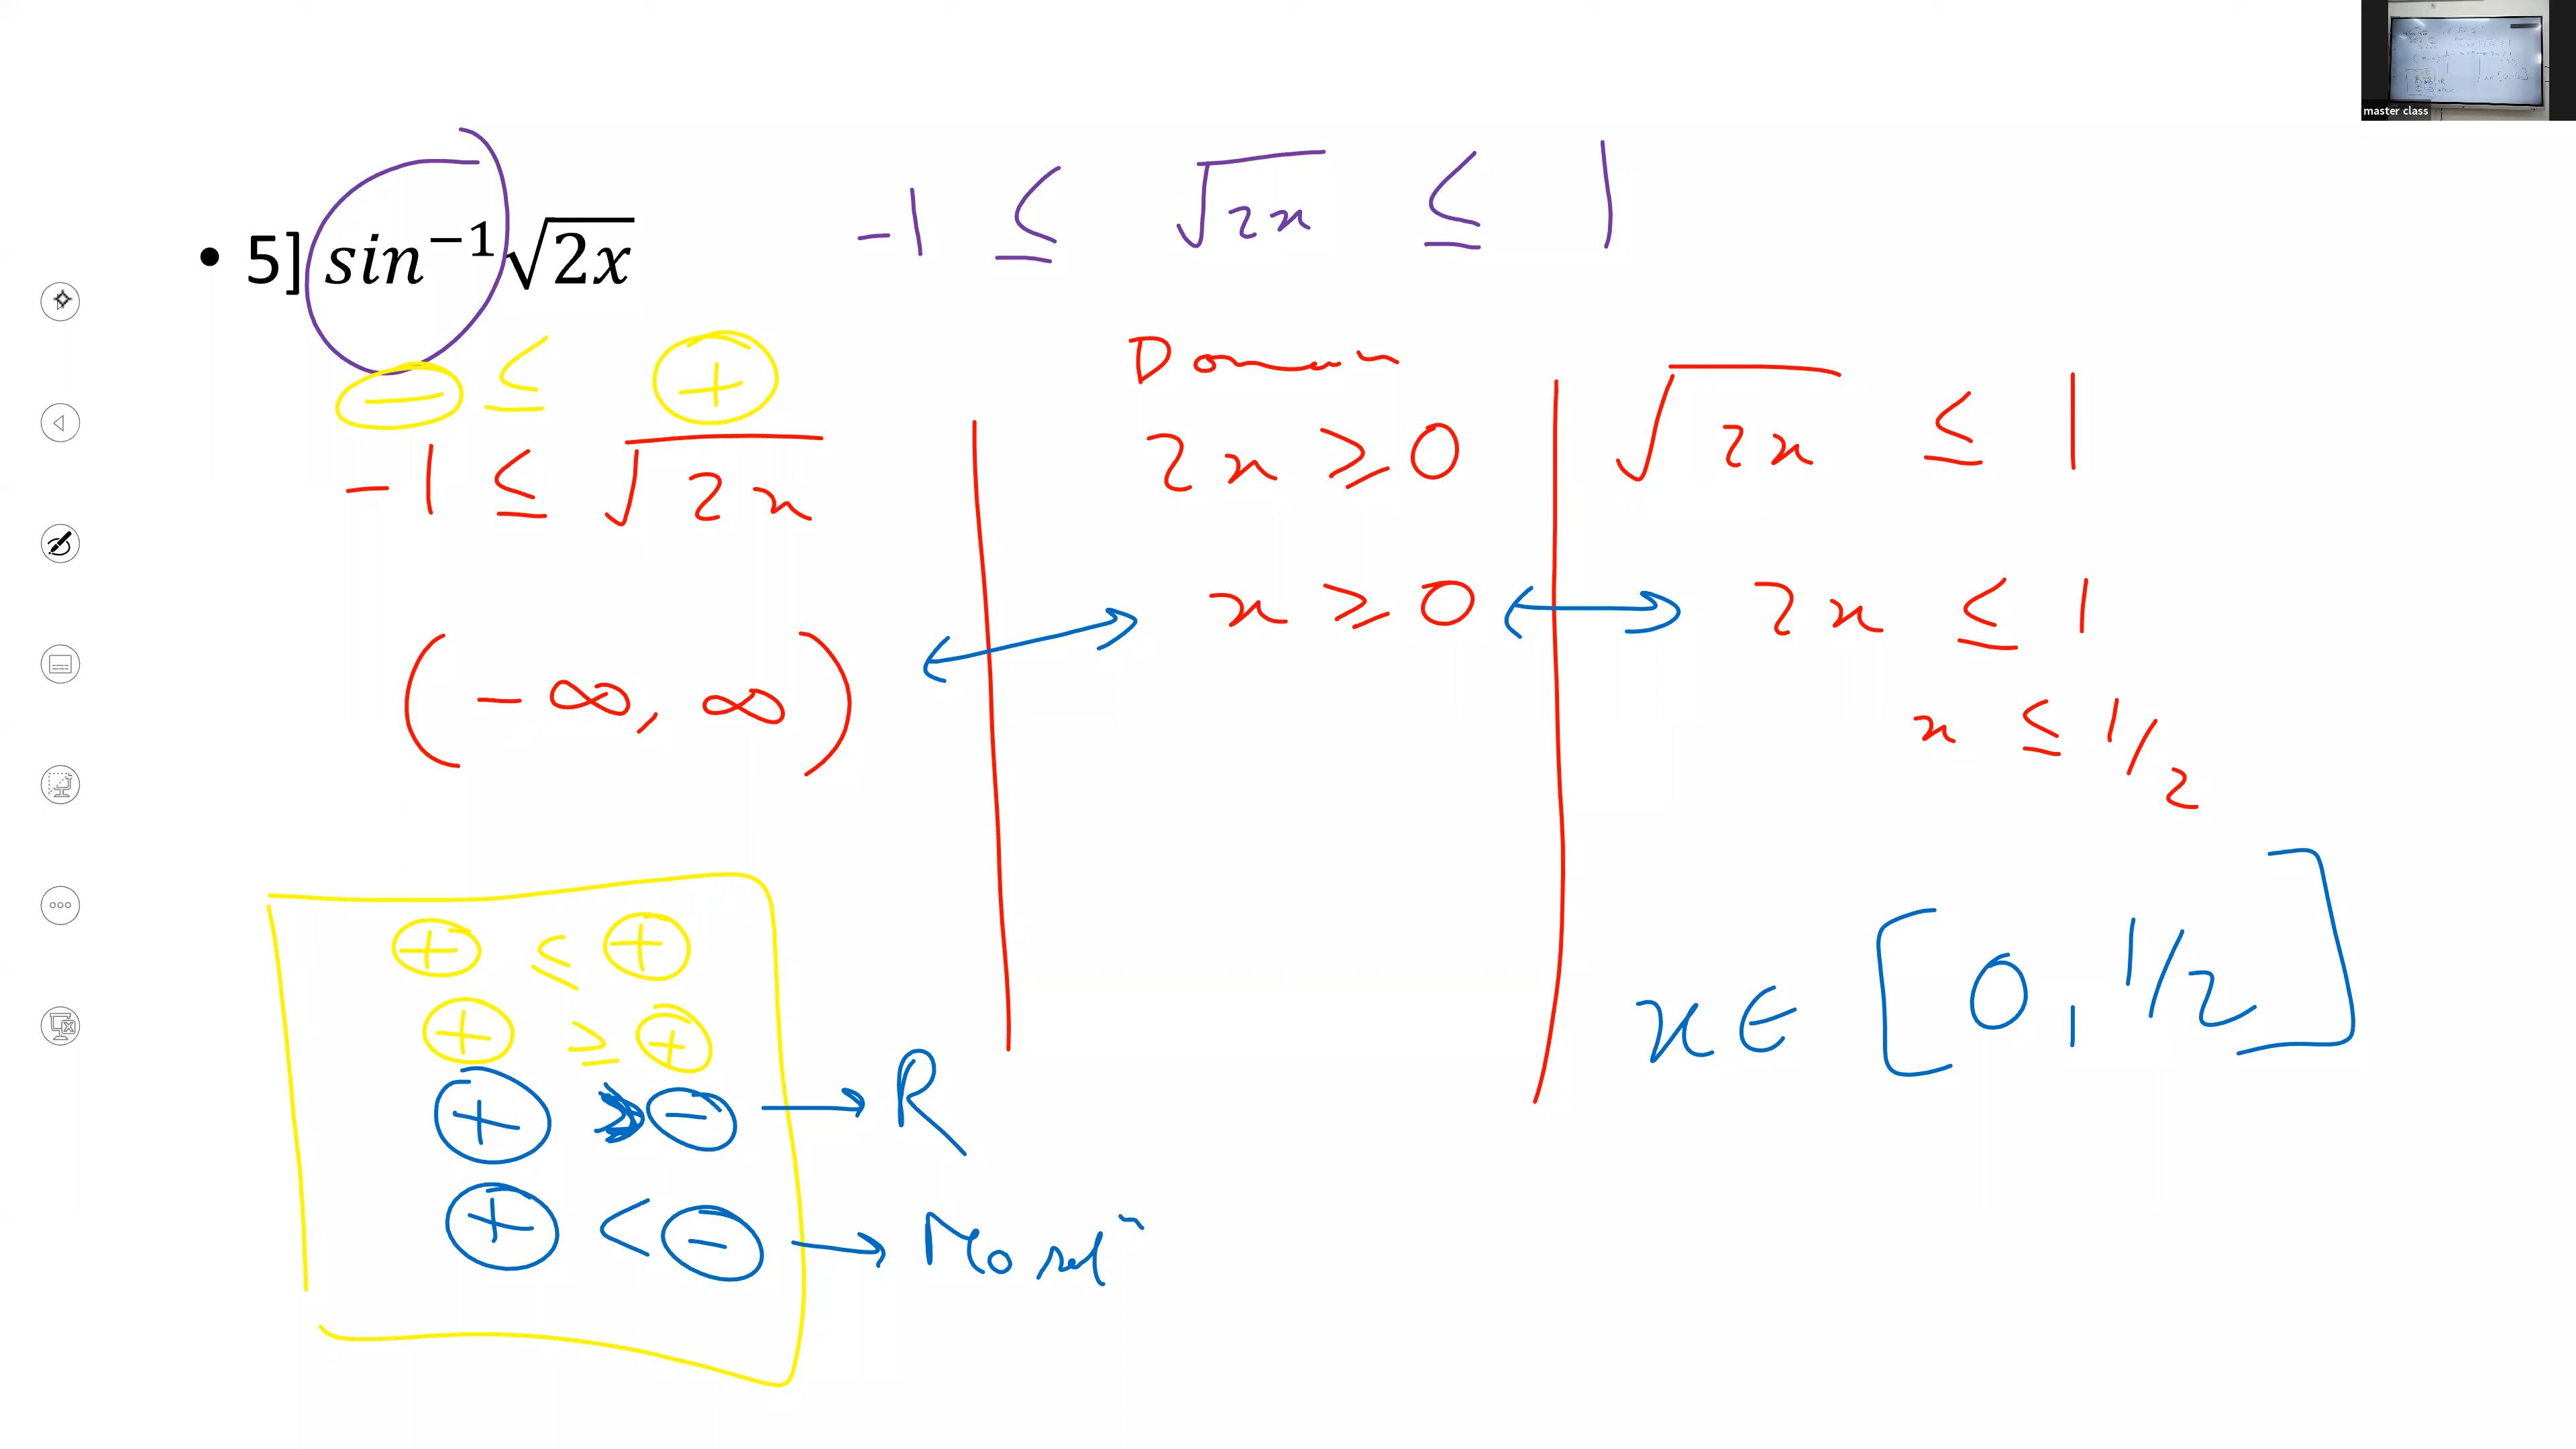 master class
• 5] sin⁻¹√2x
-1 ≤ √2x ≤ 1
− ≤ +
-1 ≤ √2x
(-∞, ∞)
Domain
2x ≥ 0
x ≥ 0
√2x ≤ 1
2x ≤ 1
x ≤ 1/2
x ∈ [0, 1/2]
+ ≤ +
+ ≥ +
+ > − → R
+ < − → No solⁿ